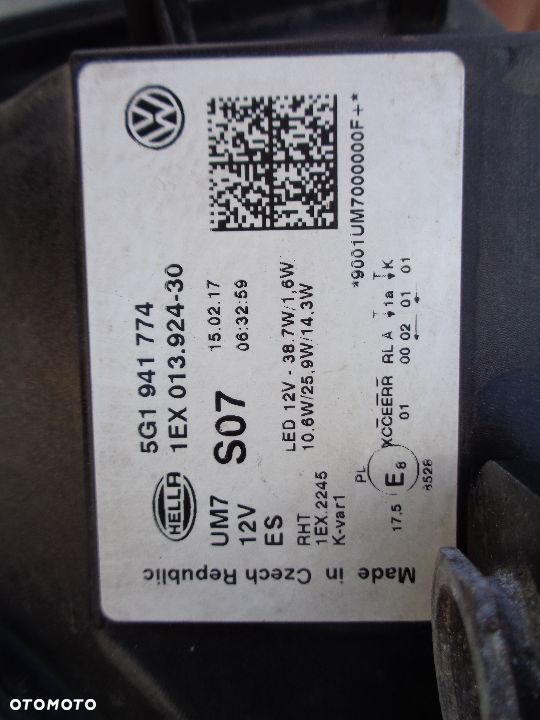 5G1 941 774
1EX 013.924-30
HELLA
UM7
12V
ES
S07
15.02.17
06:32:59
RHT
1EX.2245
K-var1
LED 12V - 38.7W/1,6W
10.6W/25,9W/14,3W
*9001UM7000000F+*
PL
17,5
E8
8528
XCCEERR RL A 1a K
01 00 02 01 01
Made in Czech Republic
OTOMOTO